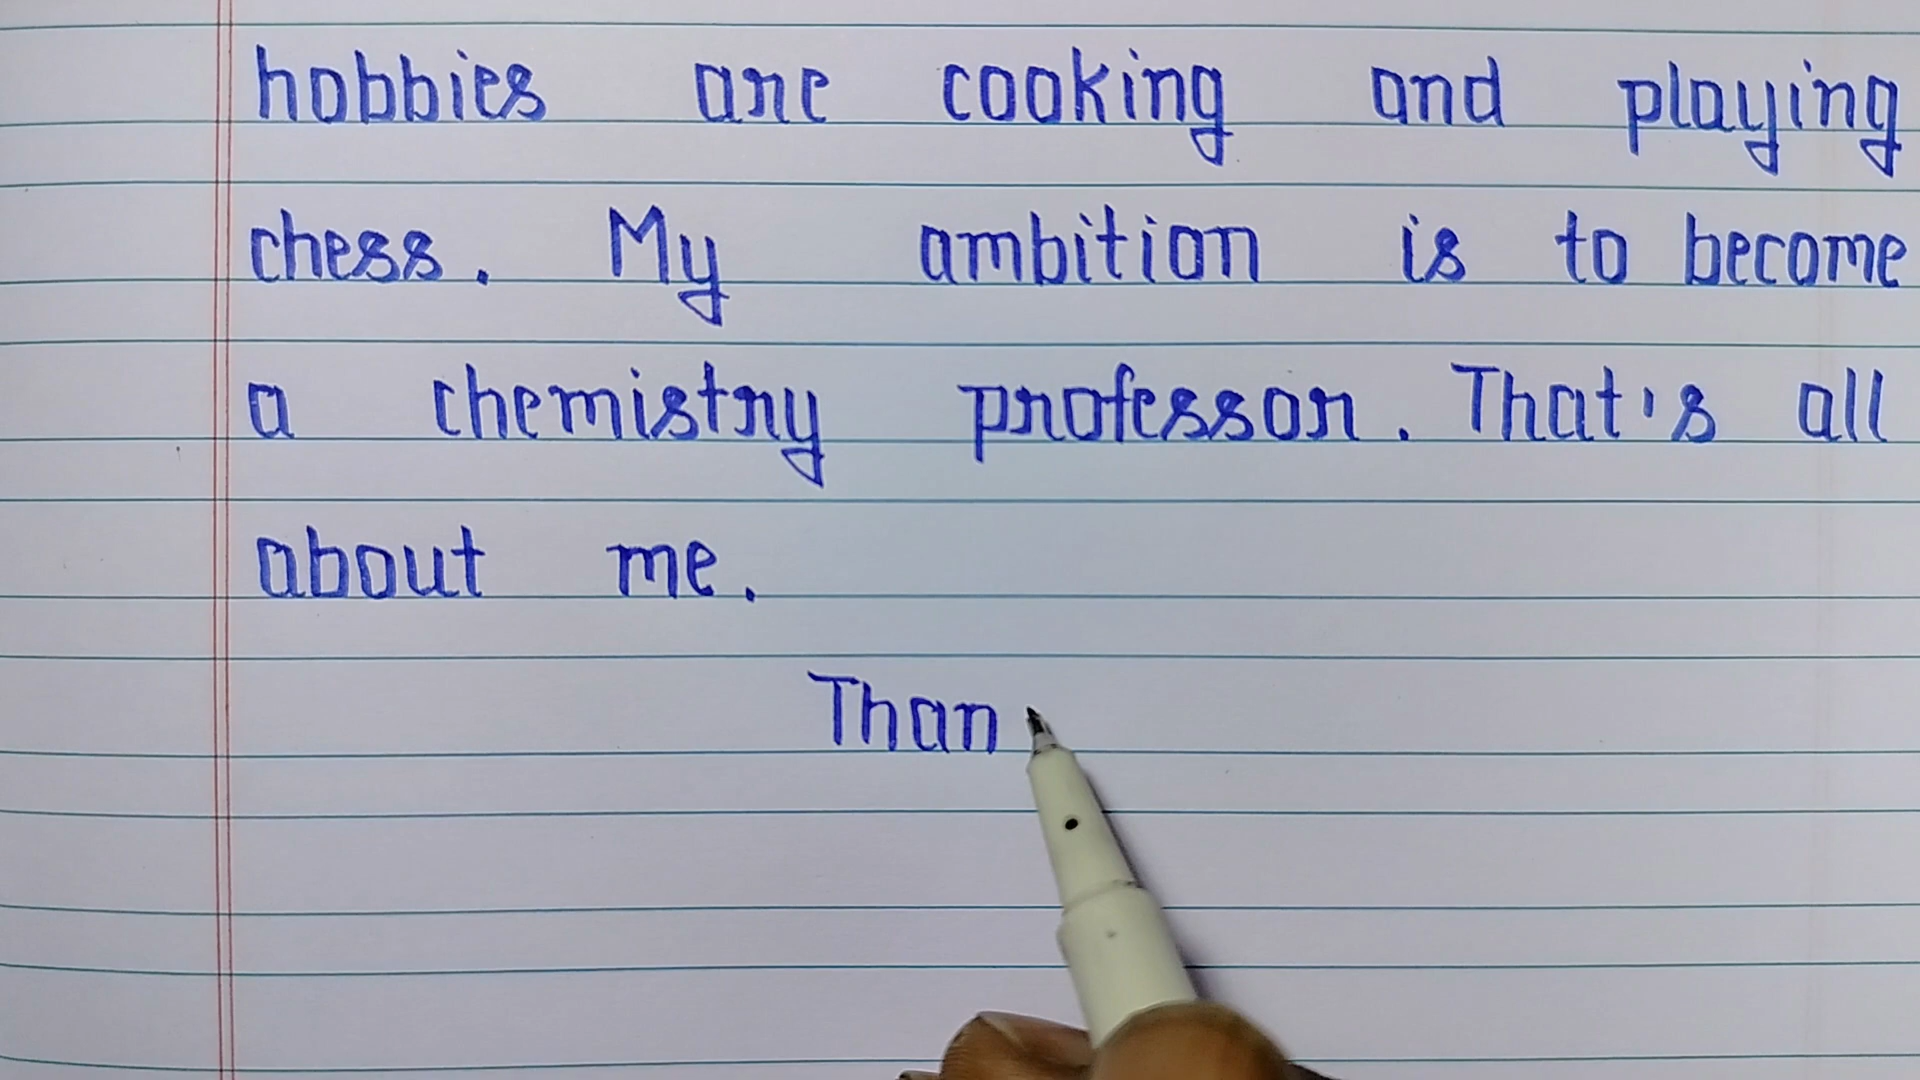 hobbies are cooking and playing
chess. My ambition is to become
a chemistry professor. That's all
about me.
Than